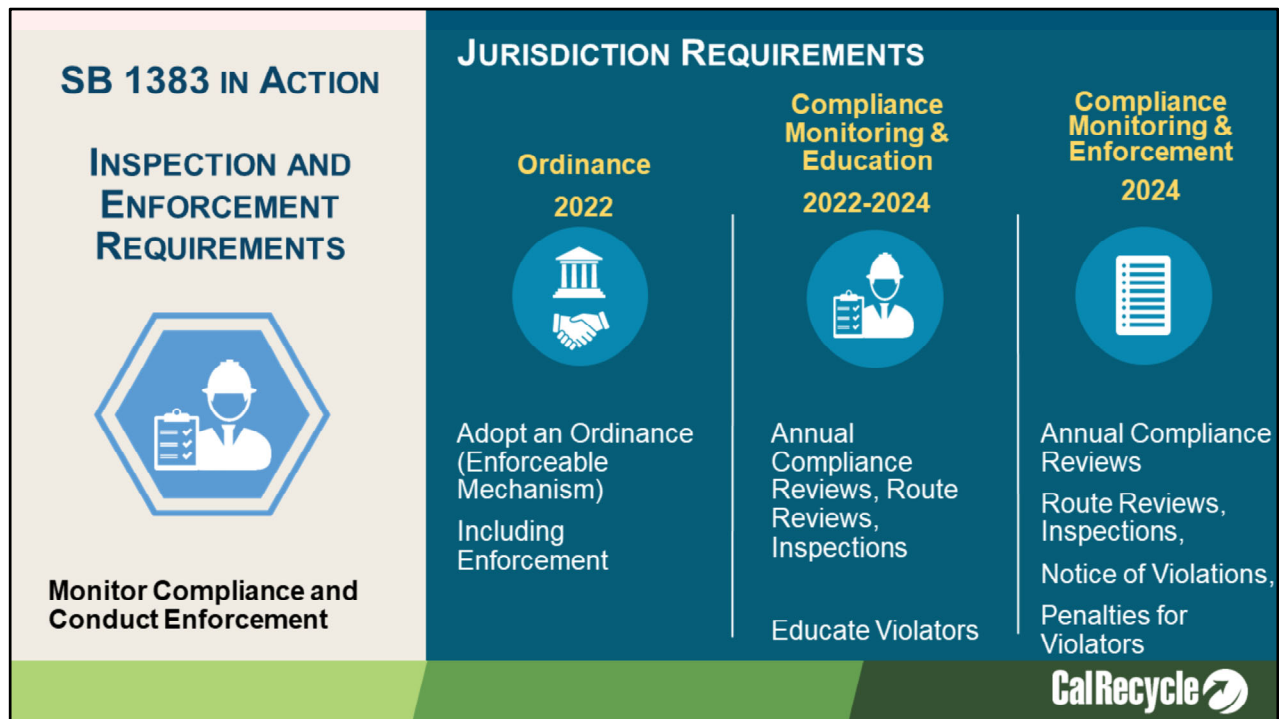 SB 1383 IN ACTION
INSPECTION AND
ENFORCEMENT
REQUIREMENTS
Monitor Compliance and
Conduct Enforcement
JURISDICTION REQUIREMENTS
Ordinance
2022
Adopt an Ordinance
(Enforceable
Mechanism)
Including
Enforcement
Compliance
Monitoring &
Education
2022-2024
Annual
Compliance
Reviews, Route
Reviews,
Inspections
Educate Violators
Compliance
Monitoring &
Enforcement
2024
Annual Compliance
Reviews
Route Reviews,
Inspections,
Notice of Violations,
Penalties for
Violators
CalRecycle